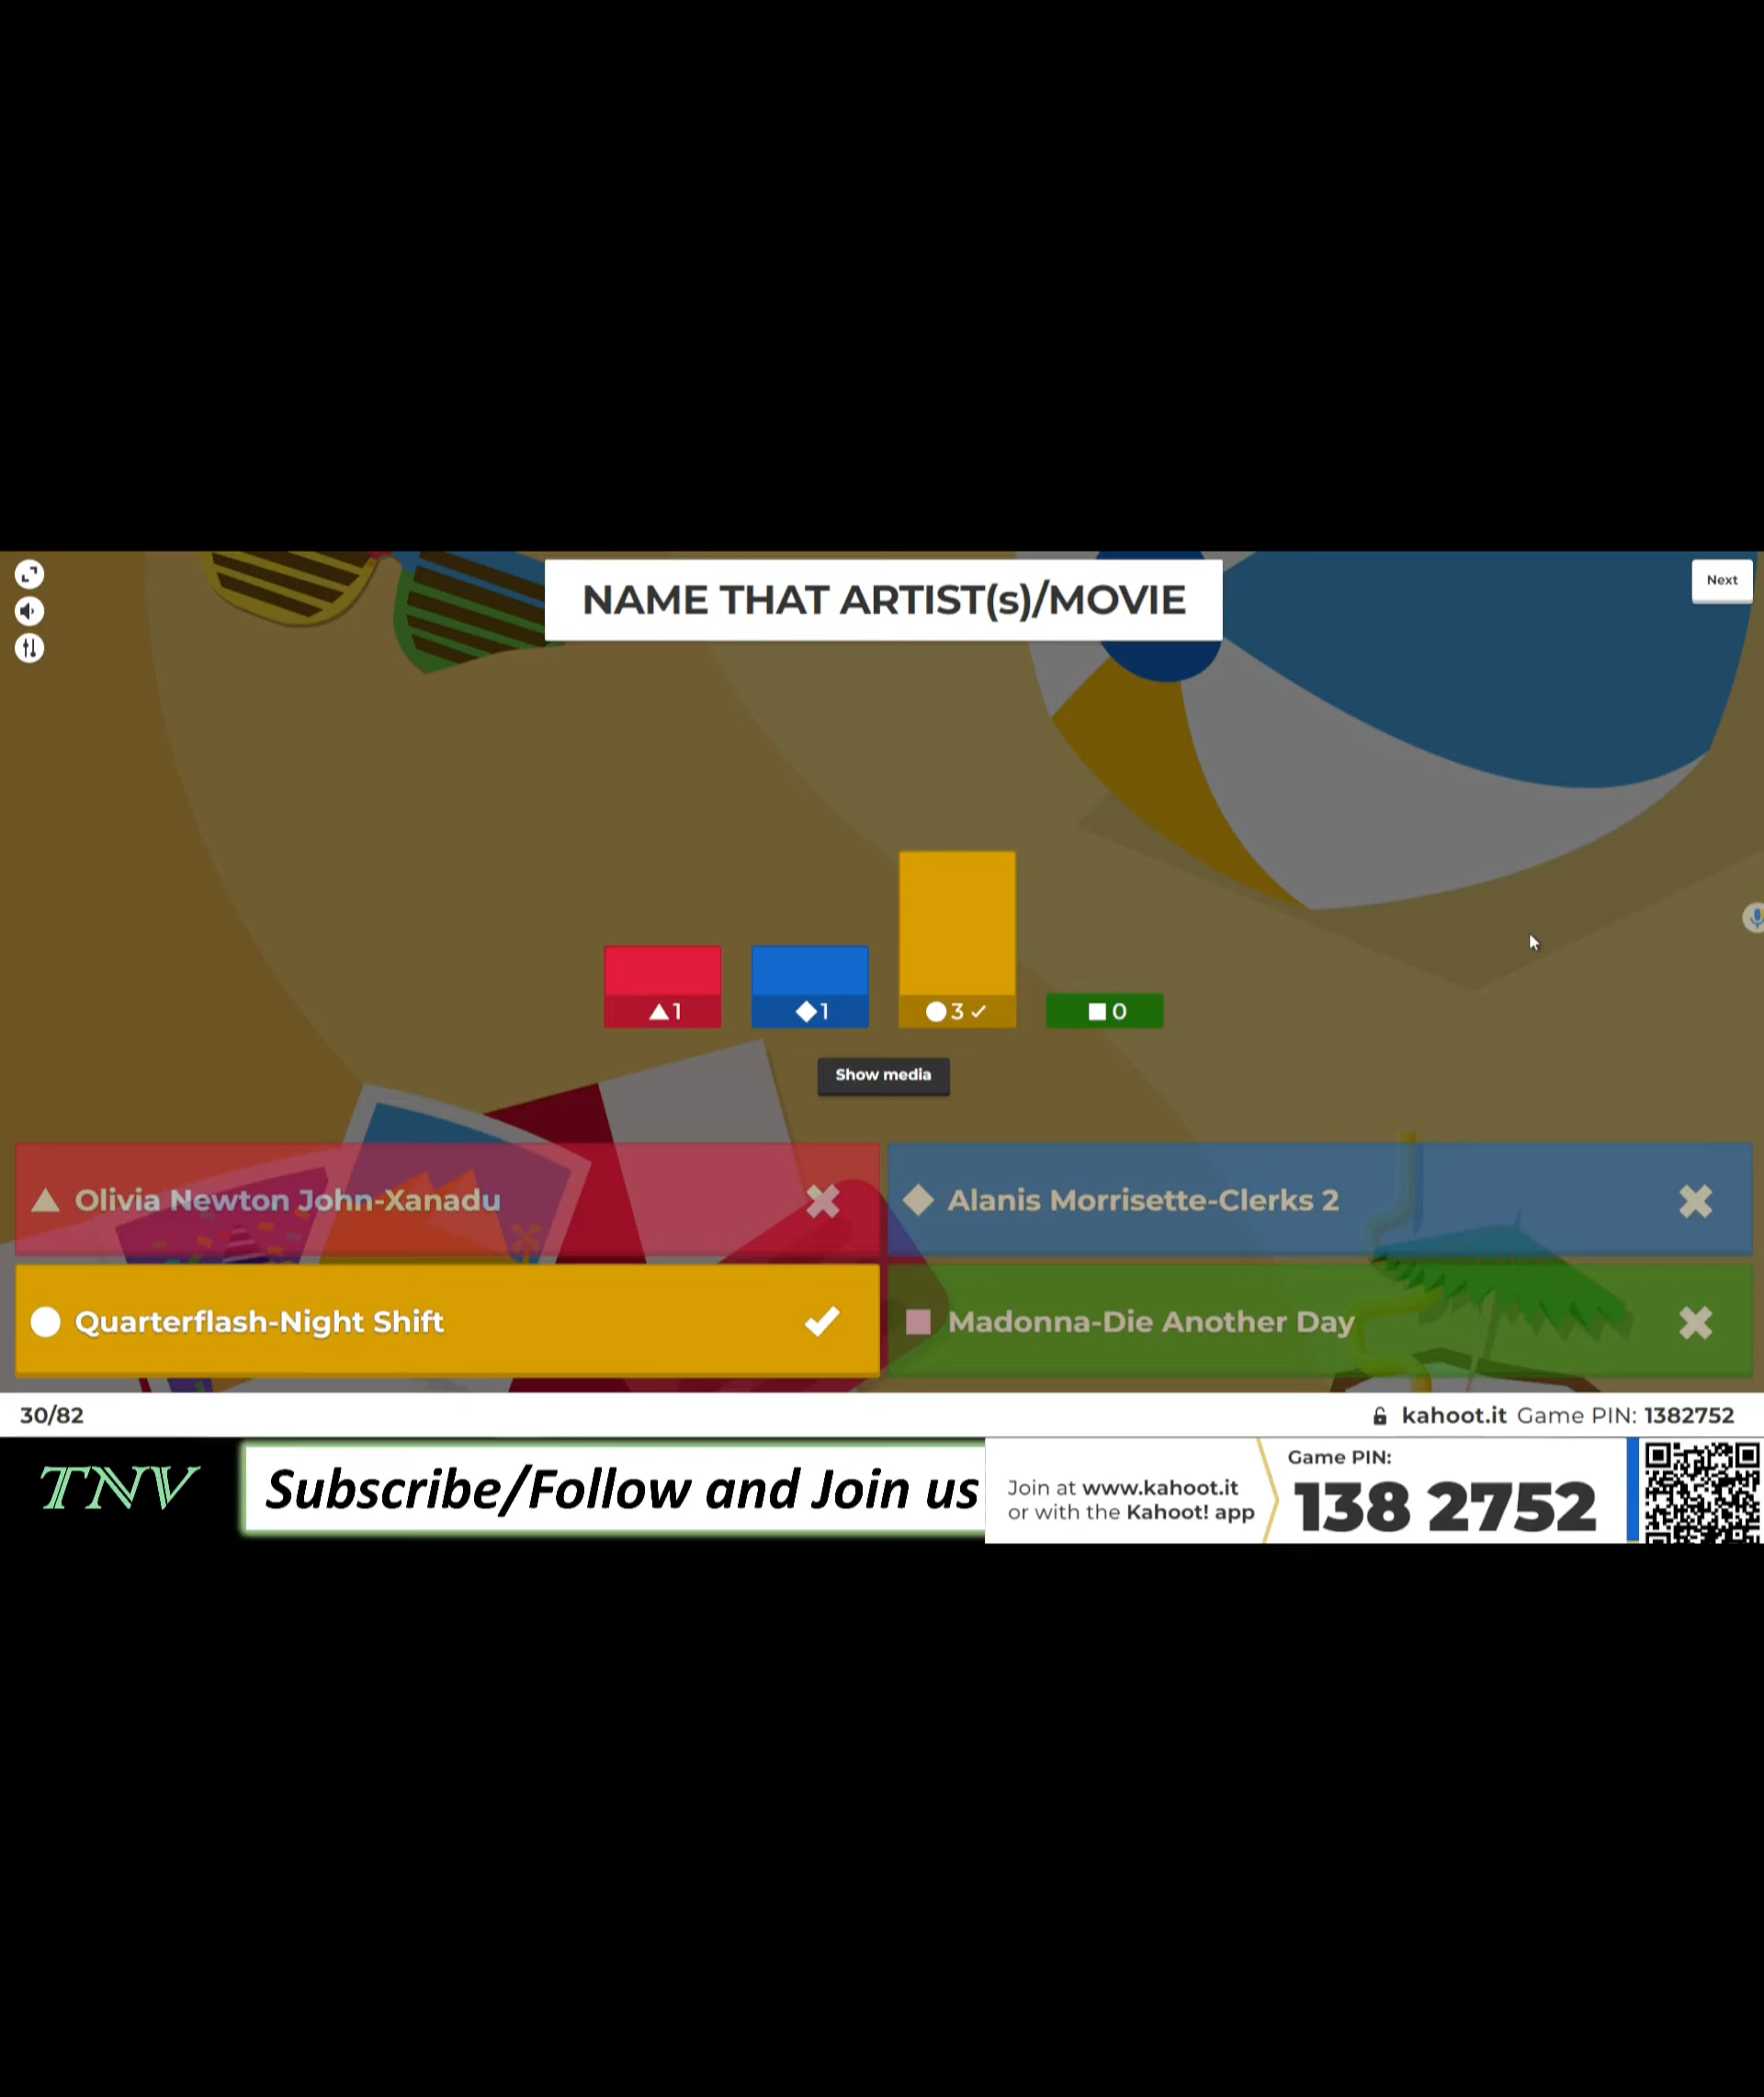 NAME THAT ARTIST(s)/MOVIE
Next
1
1
3
0
Show media
Olivia Newton John-Xanadu
Alanis Morrisette-Clerks 2
Quarterflash-Night Shift
Madonna-Die Another Day
30/82
kahoot.it Game PIN: 1382752
TNV
Subscribe/Follow and Join us
Join at www.kahoot.it
or with the Kahoot! app
Game PIN:
138 2752